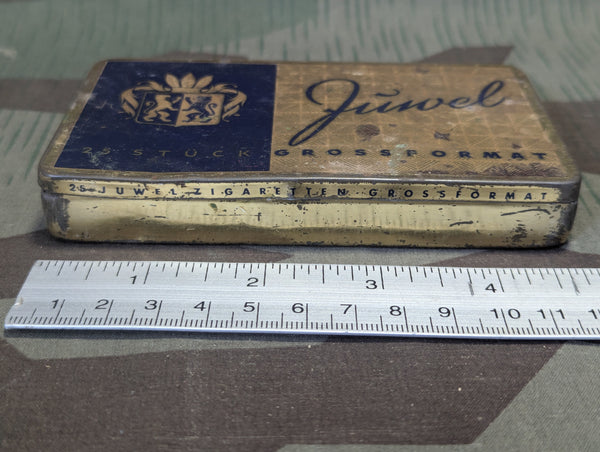 Juwel
25 STÜCK GROSSFORMAT
25 JUWEL ZIGARETTEN GROSSFORMAT
1 2 3 4
1 2 3 4 5 6 7 8 9 10 11